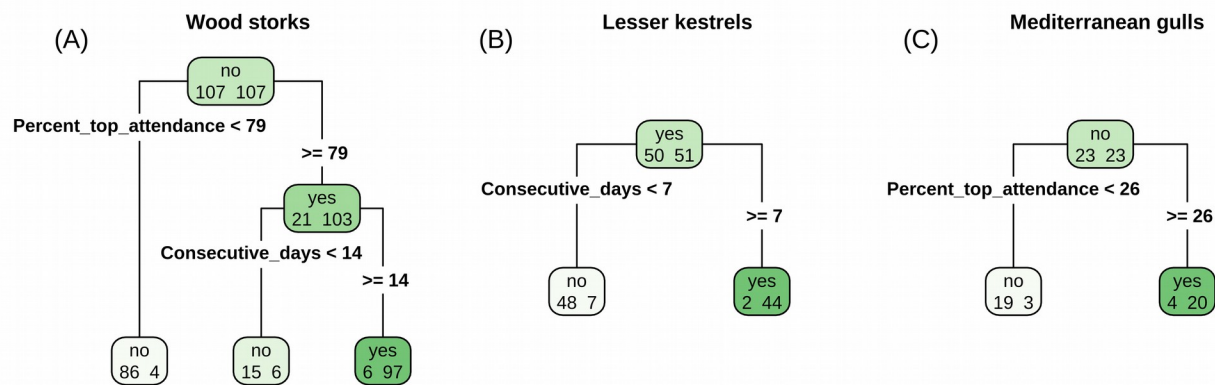 Wood storks
(A)
no
107 107
Percent_top_attendance < 79
>= 79
yes
21 103
Consecutive_days < 14
>= 14
no
86 4
no
15 6
yes
6 97
Lesser kestrels
(B)
yes
50 51
Consecutive_days < 7
>= 7
no
48 7
yes
2 44
Mediterranean gulls
(C)
no
23 23
Percent_top_attendance < 26
>= 26
no
19 3
yes
4 20